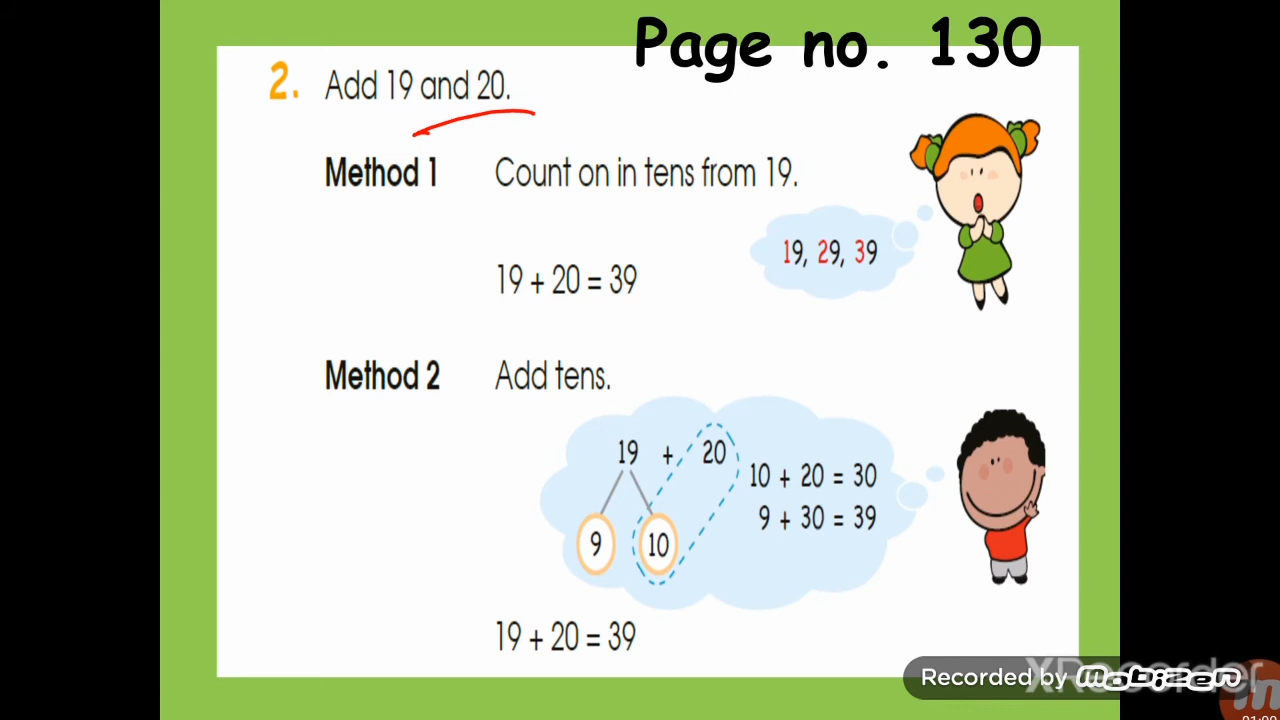 Page no. 130
2. Add 19 and 20.
Method 1 Count on in tens from 19.
19, 29, 39
19 + 20 = 39
Method 2 Add tens.
19 + 20
10 + 20 = 30
9 + 30 = 39
9 10
19 + 20 = 39
XRecorder
Recorded by mobizen